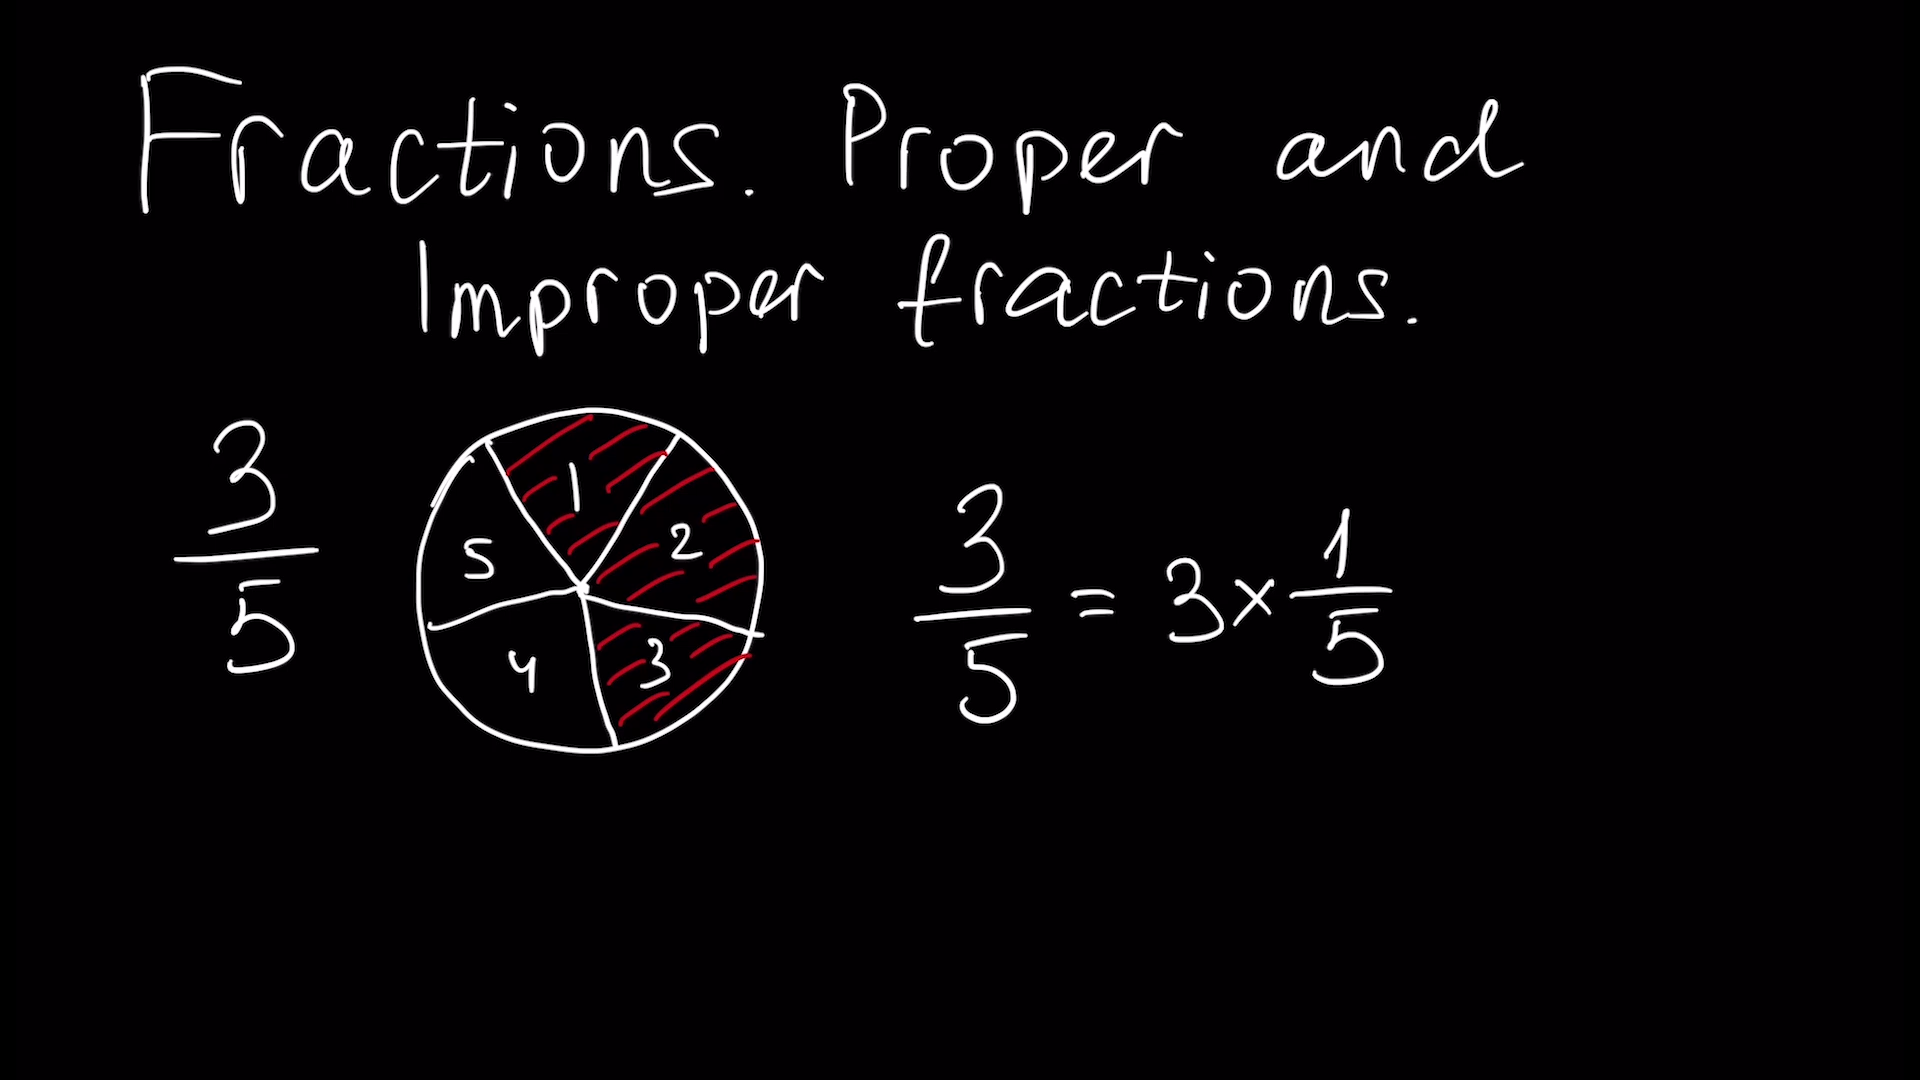 Fractions. Proper and
Improper fractions.
3/5
1
2
3
4
5
3/5 = 3 × 1/5